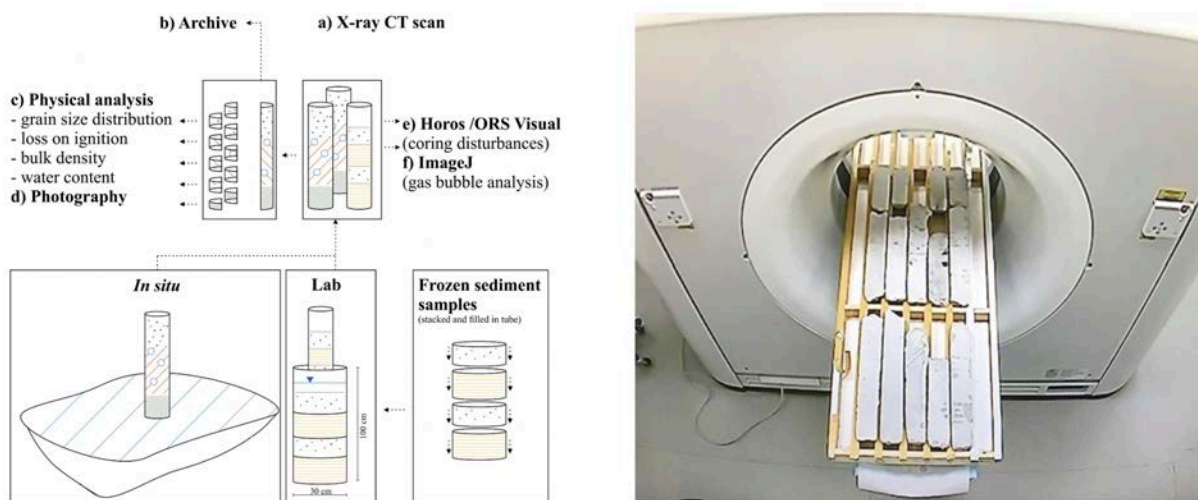 b) Archive
a) X-ray CT scan
c) Physical analysis
- grain size distribution
- loss on ignition
- bulk density
- water content
d) Photography
e) Horos /ORS Visual
(coring disturbances)
f) ImageJ
(gas bubble analysis)
In situ
Lab
Frozen sediment
samples
(stacked and filled in tube)
100 cm
30 cm